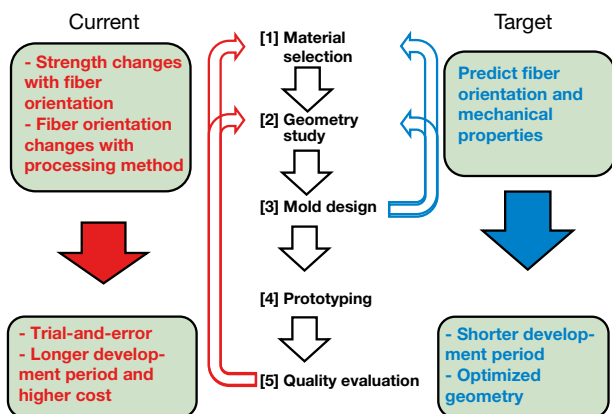 Current
- Strength changes
with fiber
orientation
- Fiber orientation
changes with
processing method
- Trial-and-error
- Longer develop-
ment period and
higher cost
[1] Material
selection
[2] Geometry
study
[3] Mold design
[4] Prototyping
[5] Quality evaluation
Target
Predict fiber
orientation and
mechanical
properties
- Shorter develop-
ment period
- Optimized
geometry